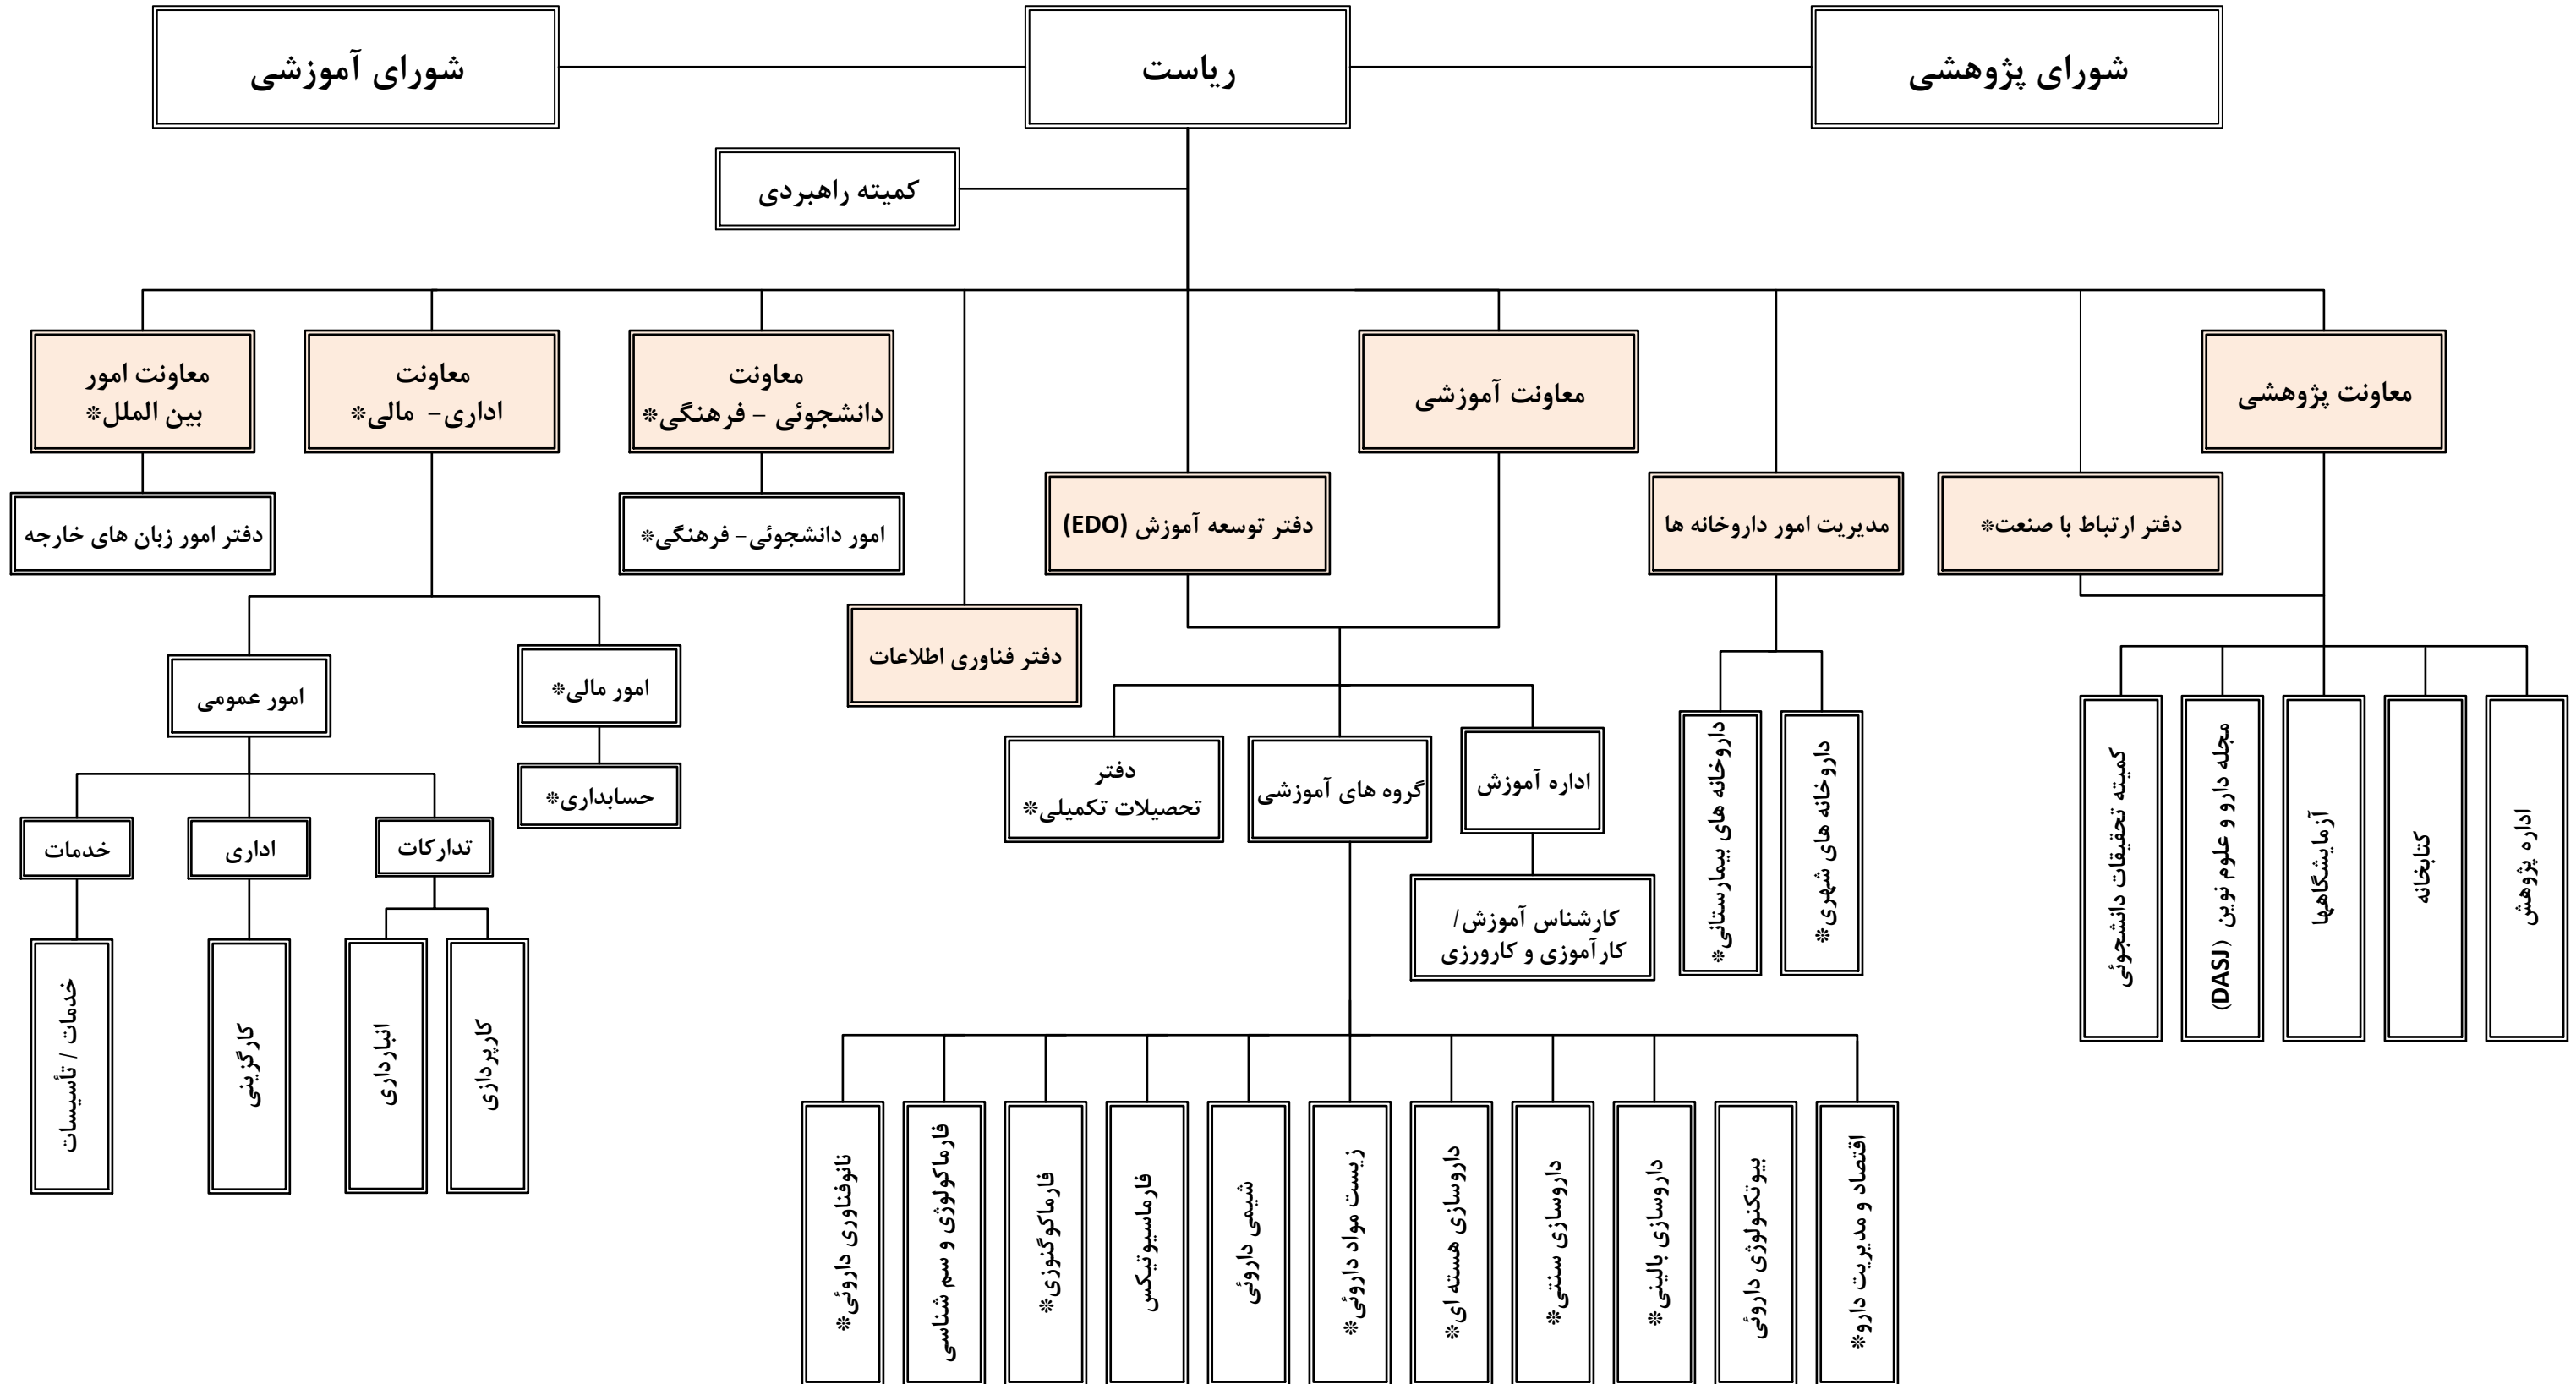 شورای پژوهشی
ریاست
شورای آموزشی
کمیته راهبردی
معاونت پژوهشی
معاونت آموزشی
معاونت
دانشجوئی – فرهنگی*
معاونت
اداری– مالی*
معاونت امور
بین الملل*
دفتر ارتباط با صنعت*
مدیریت امور داروخانه ها
دفتر توسعه آموزش (EDO)
امور دانشجوئی– فرهنگی*
دفتر امور زبان های خارجه
دفتر فناوری اطلاعات
امور مالی*
امور عمومی
اداره پژوهش
کتابخانه
آزمایشگاهها
مجله دارو و علوم نوین (DASJ)
کمیته تحقیقات دانشجوئی
داروخانه های شهری*
داروخانه های بیمارستانی*
اداره آموزش
گروه های آموزشی
دفتر
تحصیلات تکمیلی*
حسابداری*
تدارکات
اداری
خدمات
کارشناس آموزش/
کارآموزی و کارورزی
کارپردازی
انبارداری
کارگزینی
خدمات / تأسیسات
اقتصاد و مدیریت دارو*
بیوتکنولوژی داروئی
داروسازی بالینی*
داروسازی سنتی*
داروسازی هسته ای*
زیست مواد داروئی*
شیمی داروئی
فارماسیوتیکس
فارماکوگنوزی*
فارماکولوژی و سم شناسی
نانوفناوری داروئی*